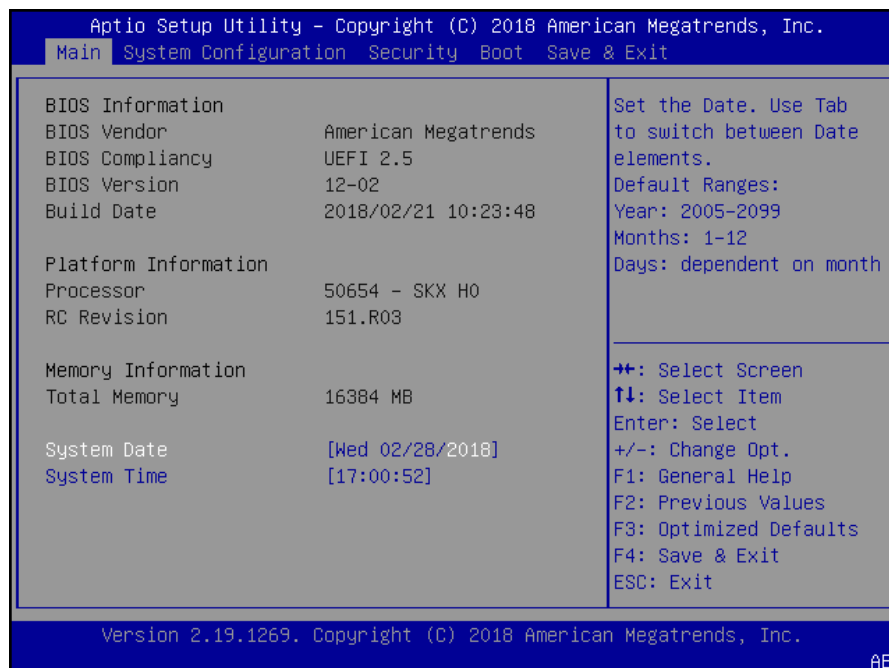 Aptio Setup Utility – Copyright (C) 2018 American Megatrends, Inc.
Main System Configuration Security Boot Save & Exit
BIOS Information
BIOS Vendor American Megatrends
BIOS Compliancy UEFI 2.5
BIOS Version 12-02
Build Date 2018/02/21 10:23:48
Platform Information
Processor 50654 - SKX H0
RC Revision 151.R03
Memory Information
Total Memory 16384 MB
System Date [Wed 02/28/2018]
System Time [17:00:52]
Set the Date. Use Tab
to switch between Date
elements.
Default Ranges:
Year: 2005-2099
Months: 1-12
Days: dependent on month
→←: Select Screen
↑↓: Select Item
Enter: Select
+/-: Change Opt.
F1: General Help
F2: Previous Values
F3: Optimized Defaults
F4: Save & Exit
ESC: Exit
Version 2.19.1269. Copyright (C) 2018 American Megatrends, Inc.